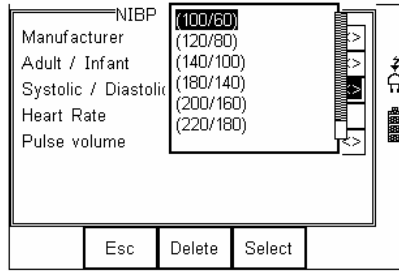 NIBP
Manufacturer
Adult / Infant
Systolic / Diastolic
Heart Rate
Pulse volume
(100/60)
(120/80)
(140/100)
(180/140)
(200/160)
(220/180)
<>
<>
<>
<>
Esc Delete Select